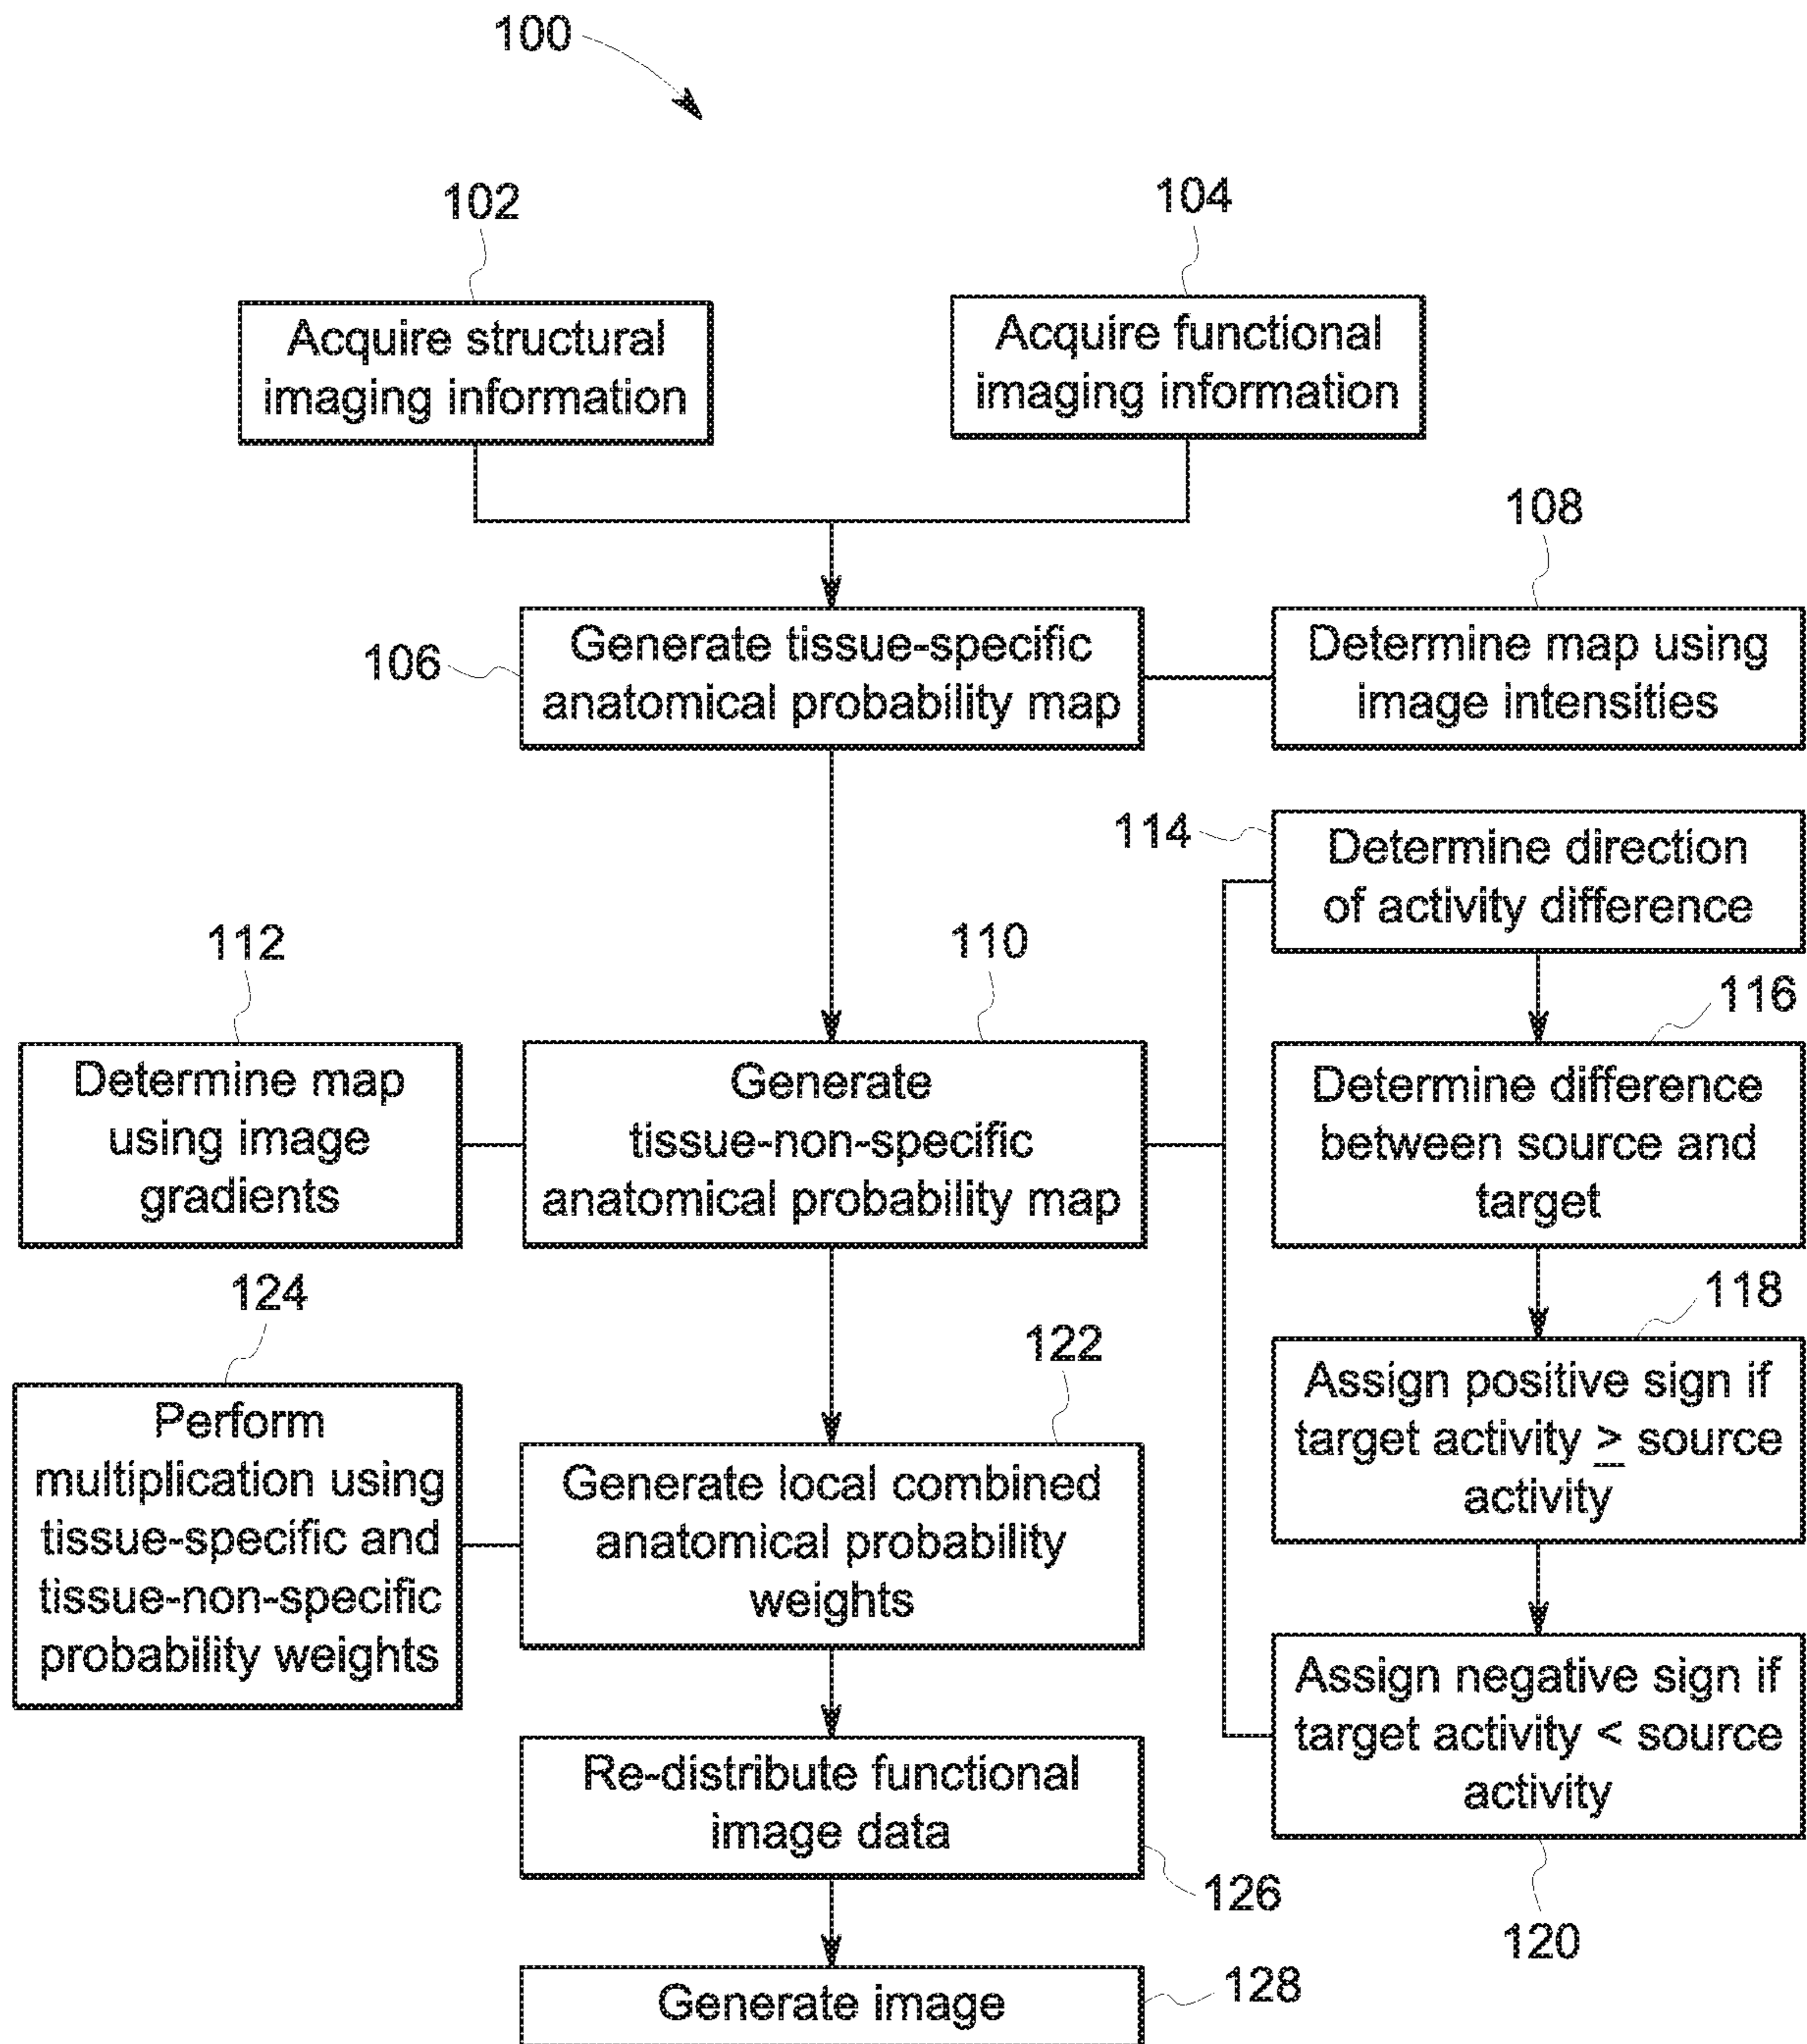 100
102
104
Acquire structural
imaging information
Acquire functional
imaging information
108
106
Generate tissue-specific
anatomical probability map
Determine map using
image intensities
114
Determine direction
of activity difference
112
110
116
Determine map
using image
gradients
Generate
tissue-non-specific
anatomical probability map
Determine difference
between source and
target
124
122
118
Perform
multiplication using
tissue-specific and
tissue-non-specific
probability weights
Generate local combined
anatomical probability
weights
Assign positive sign if
target activity ≥ source
activity
Assign negative sign if
target activity < source
activity
Re-distribute functional
image data
126
120
Generate image
128